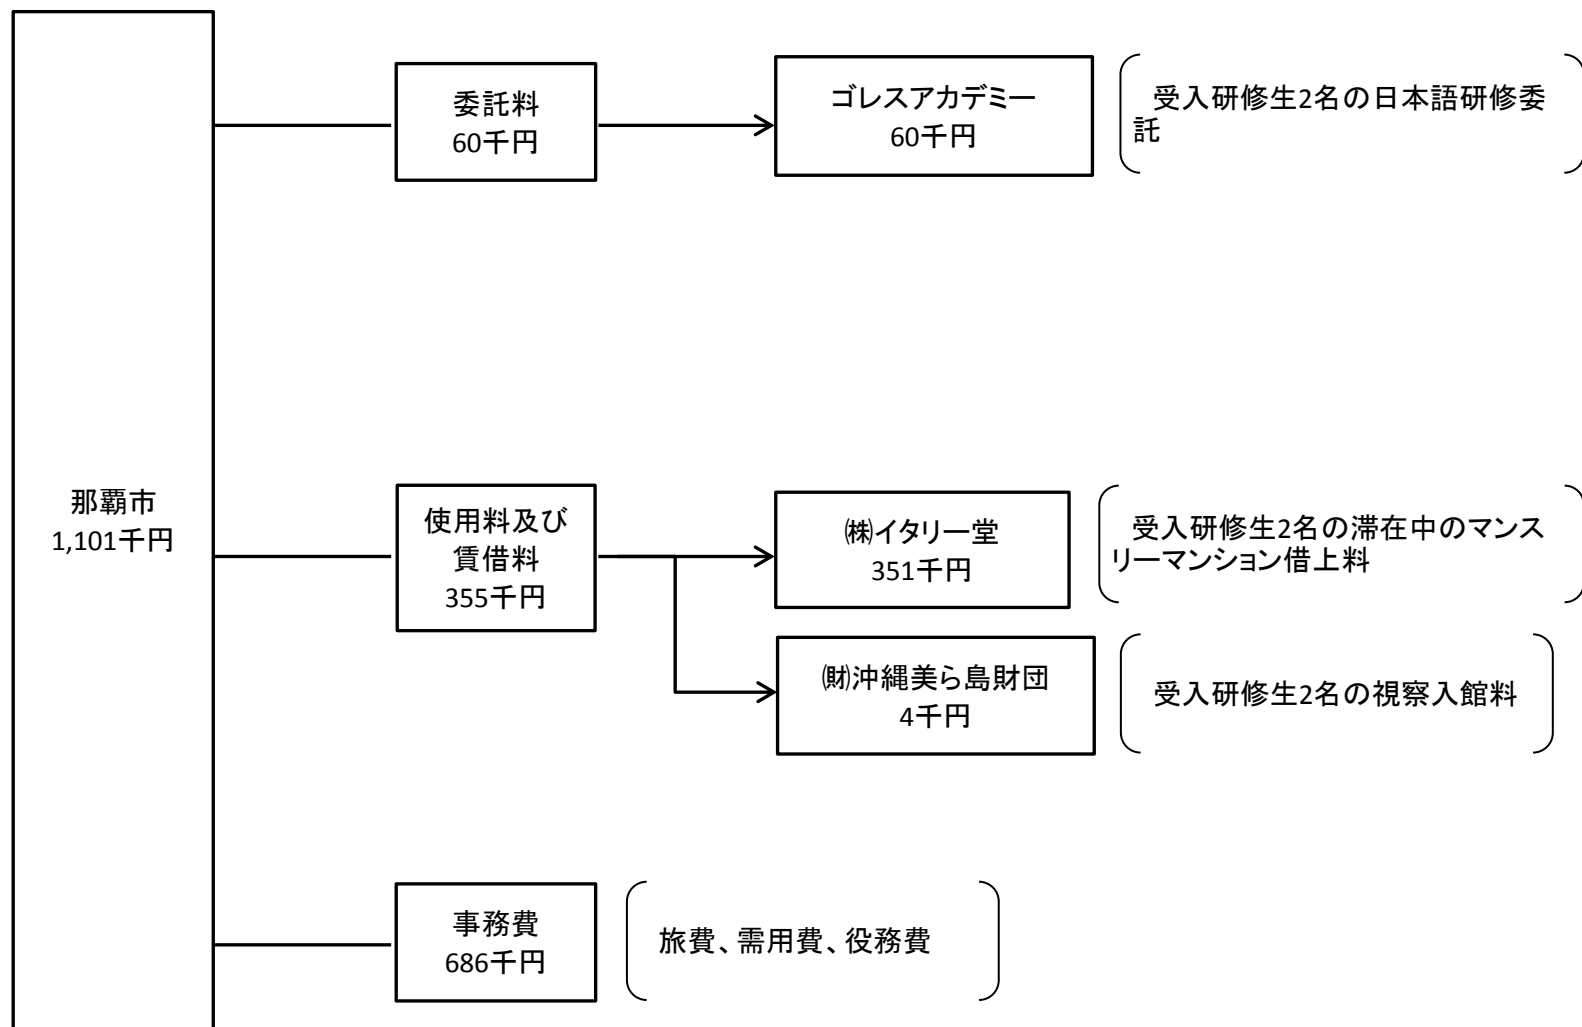 那覇市
1,101千円
委託料
60千円
ゴレスアカデミー
60千円
受入研修生2名の日本語研修委
託
使用料及び
賃借料
355千円
㈱イタリー堂
351千円
受入研修生2名の滞在中のマンス
リーマンション借上料
㈶沖縄美ら島財団
4千円
受入研修生2名の視察入館料
事務費
686千円
旅費、需用費、役務費